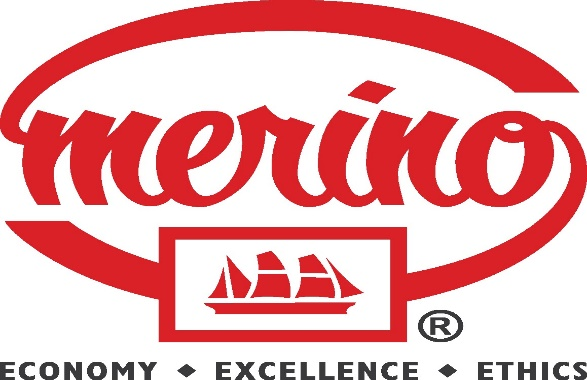 merino
®
ECONOMY ◆ EXCELLENCE ◆ ETHICS